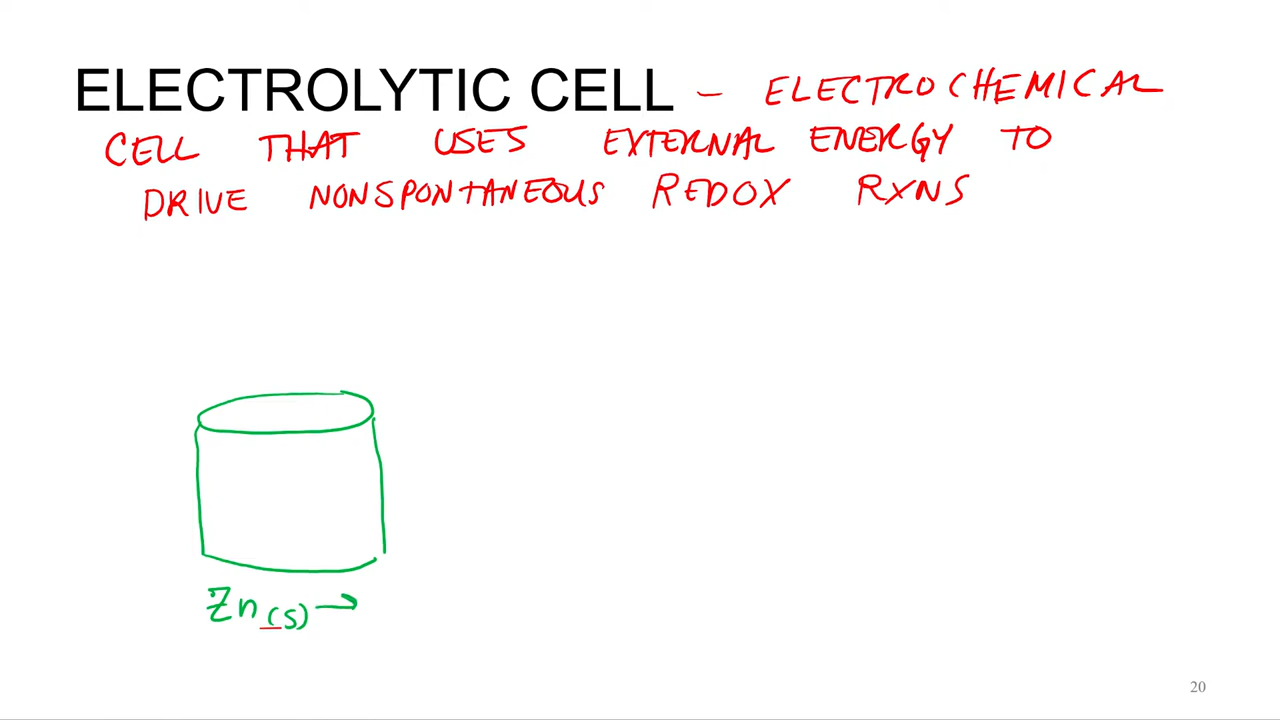 ELECTROLYTIC CELL - ELECTROCHEMICAL
CELL THAT USES EXTERNAL ENERGY TO
DRIVE NONSPONTANEOUS REDOX RXNS
Zn(s) →
20